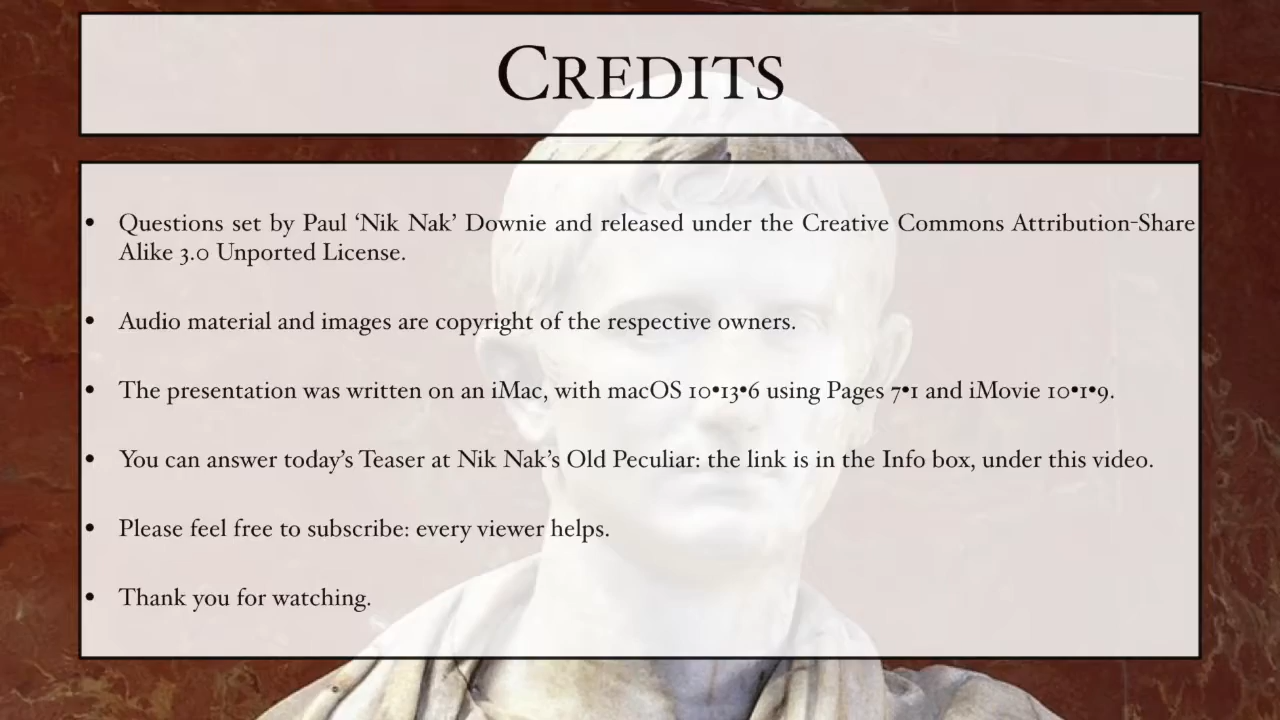 CREDITS
• Questions set by Paul ‘Nik Nak’ Downie and released under the Creative Commons Attribution-Share
Alike 3.0 Unported License.
• Audio material and images are copyright of the respective owners.
• The presentation was written on an iMac, with macOS 10•13•6 using Pages 7•1 and iMovie 10•1•9.
• You can answer today’s Teaser at Nik Nak’s Old Peculiar: the link is in the Info box, under this video.
• Please feel free to subscribe: every viewer helps.
• Thank you for watching.